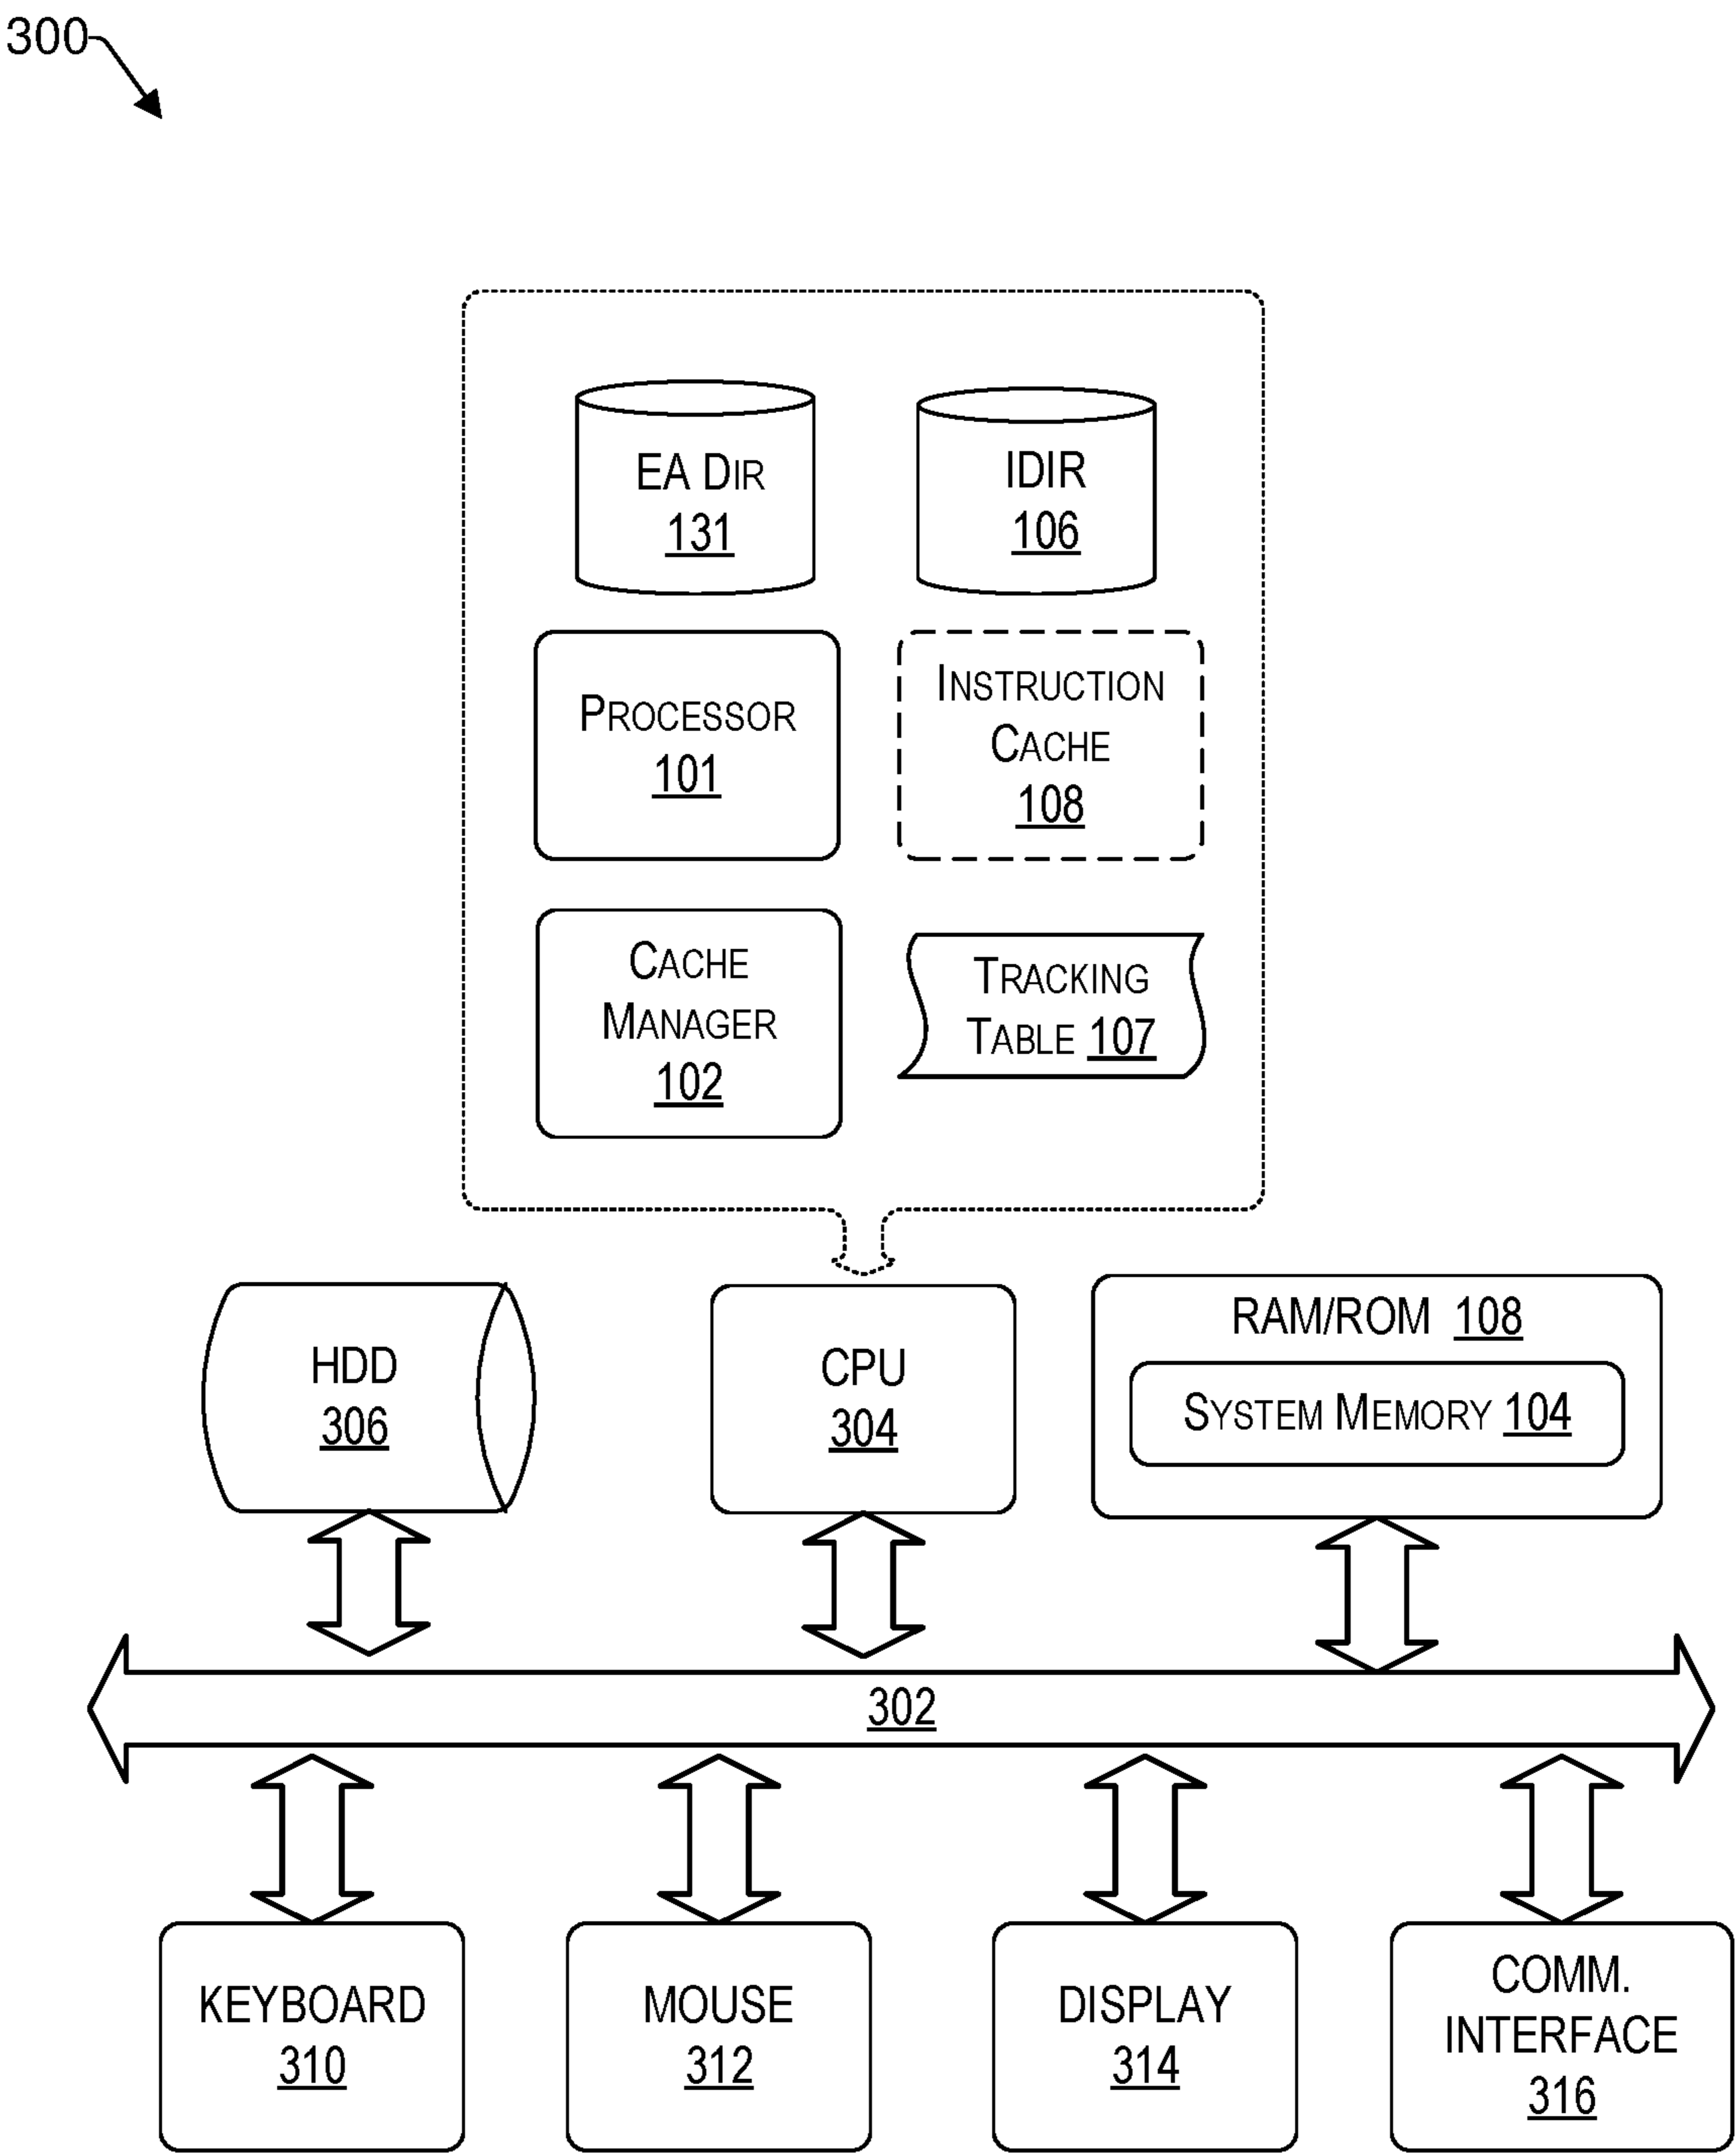 300
EA DIR
131
IDIR
106
PROCESSOR
101
INSTRUCTION
CACHE
108
CACHE
MANAGER
102
TRACKING
TABLE 107
HDD
306
CPU
304
RAM/ROM 108
SYSTEM MEMORY 104
302
KEYBOARD
310
MOUSE
312
DISPLAY
314
COMM.
INTERFACE
316